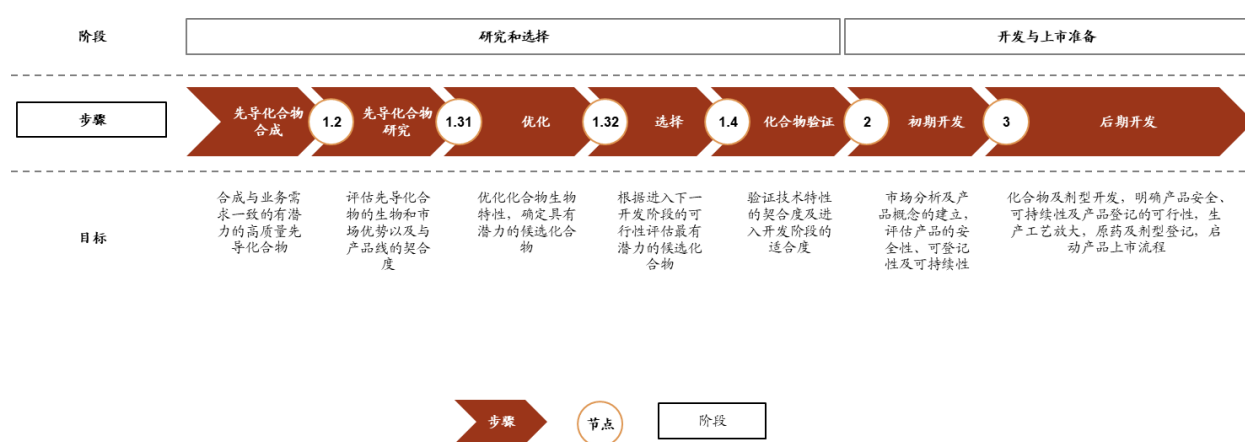 阶段
研究和选择
开发与上市准备
步骤
先导化合物
合成
1.2
先导化合物
研究
1.31
优化
1.32
选择
1.4
化合物验证
2
初期开发
3
后期开发
目标
合成与业务需
求一致的有潜
力的高质量先
导化合物
评估先导化合
物的生物和市
场优势以及与
产品线的契合
度
优化化合物生物
特性，确定具有
潜力的候选化合
物
根据进入下一
开发阶段的可
行性评估最有
潜力的候选化
合物
验证技术特性
的契合度及进
入开发阶段的
适合度
市场分析及产
品概念的建立，
评估产品的安
全性、可登记
性及可持续性
化合物及剂型开发，明确产品安全、
可持续性及产品登记的可行性，生
产工艺放大，原药及剂型登记，启
动产品上市流程
步骤
节点
阶段